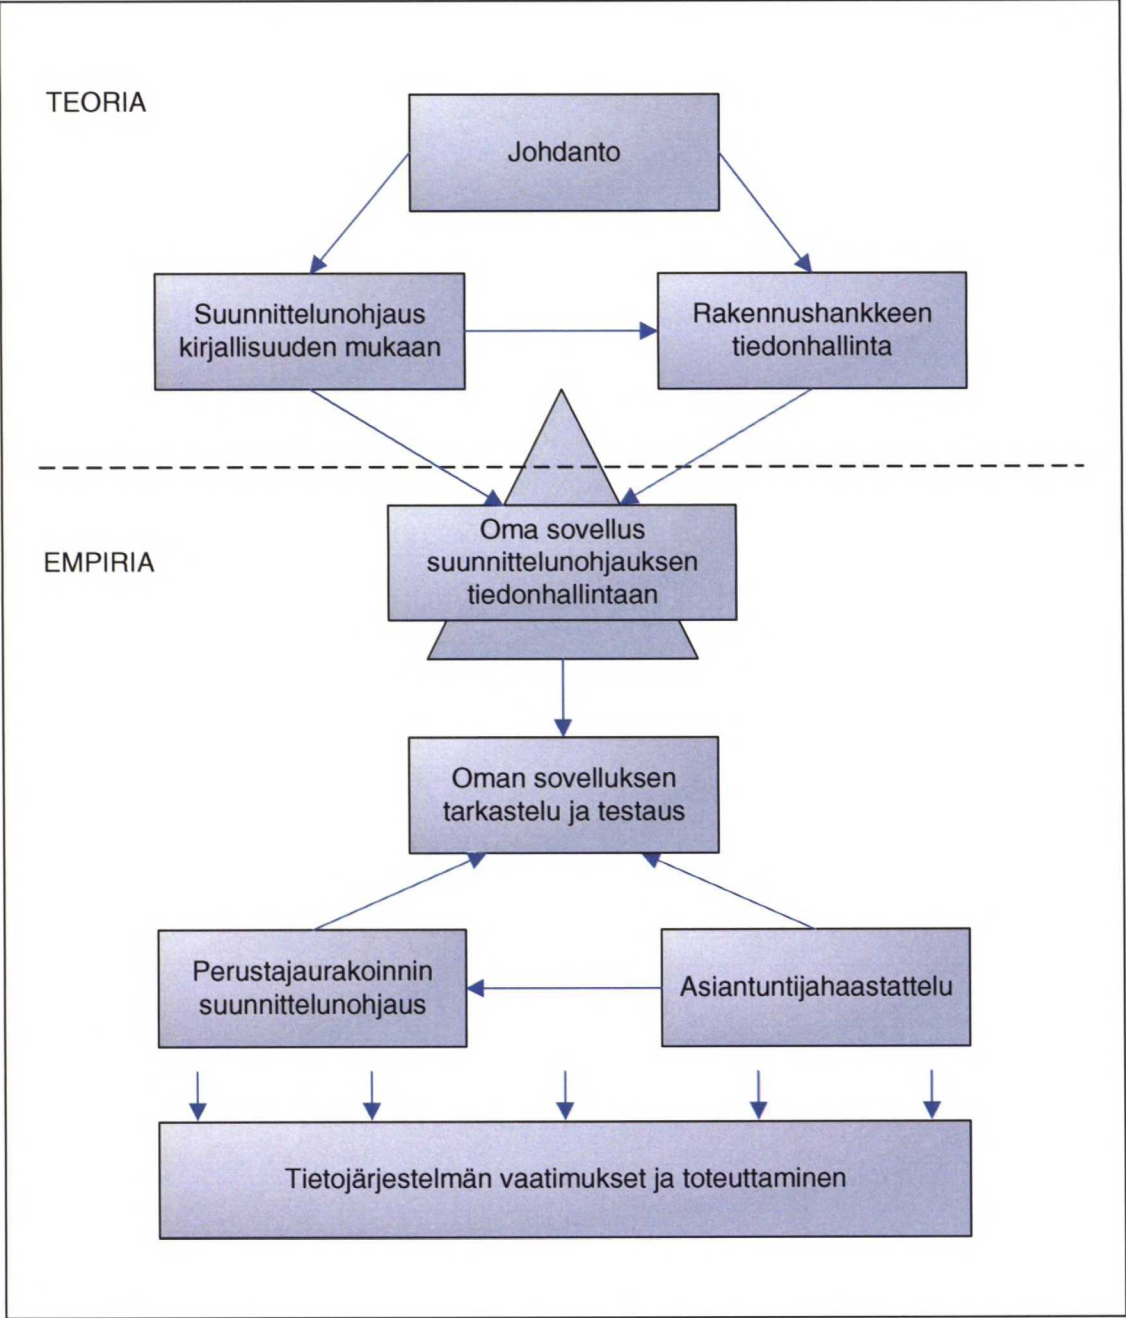 TEORIA
Johdanto
Suunnittelunohjaus
kirjallisuuden mukaan
Rakennushankkeen
tiedonhallinta
EMPIRIA
Oma sovellus
suunnittelunohjauksen
tiedonhallintaan
Oman sovelluksen
tarkastelu ja testaus
Perustajaurakoinnin
suunnittelunohjaus
Asiantuntijahaastattelu
Tietojärjestelmän vaatimukset ja toteuttaminen